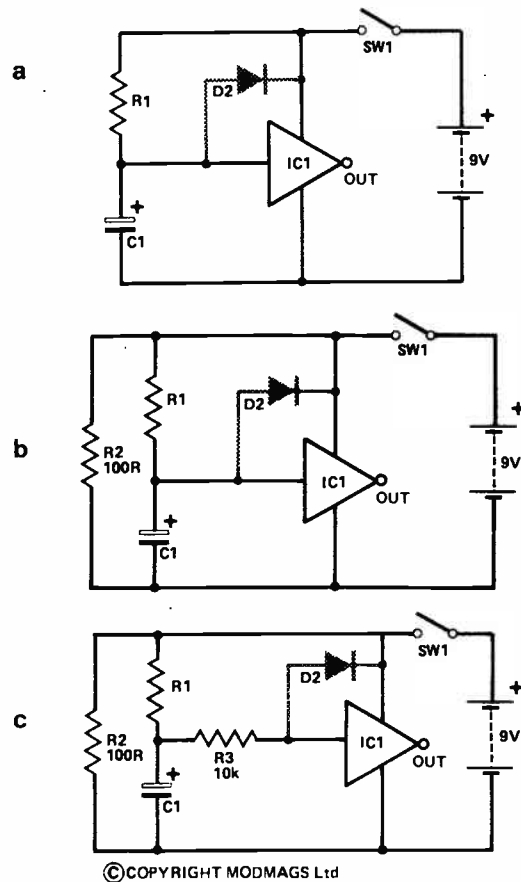 a
SW1
R1
D2
+
IC1
OUT
9V
+
C1
b
SW1
R1
D2
+
R2
100R
IC1
OUT
9V
+
C1
c
SW1
R1
D2
+
R2
100R
R3
10k
IC1
OUT
9V
+
C1
©COPYRIGHT MODMAGS Ltd